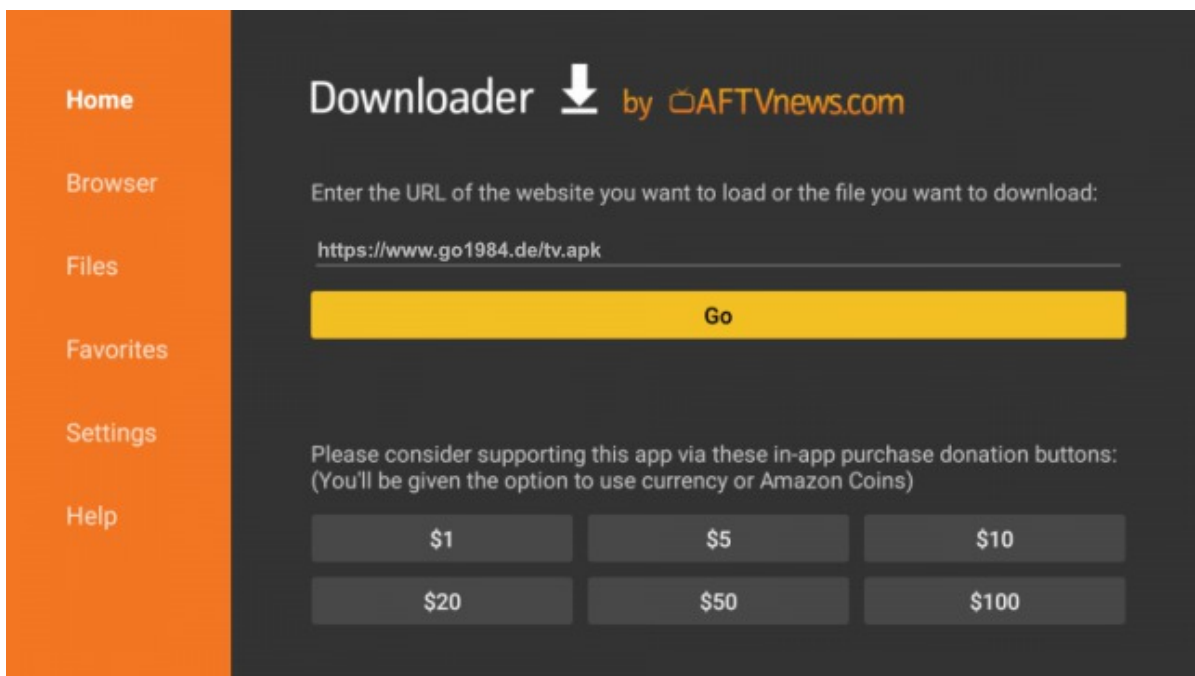 Home
Browser
Files
Favorites
Settings
Help
Downloader by AFTVnews.com
Enter the URL of the website you want to load or the file you want to download:
https://www.go1984.de/tv.apk
Go
Please consider supporting this app via these in-app purchase donation buttons:
(You'll be given the option to use currency or Amazon Coins)
$1 $5 $10
$20 $50 $100